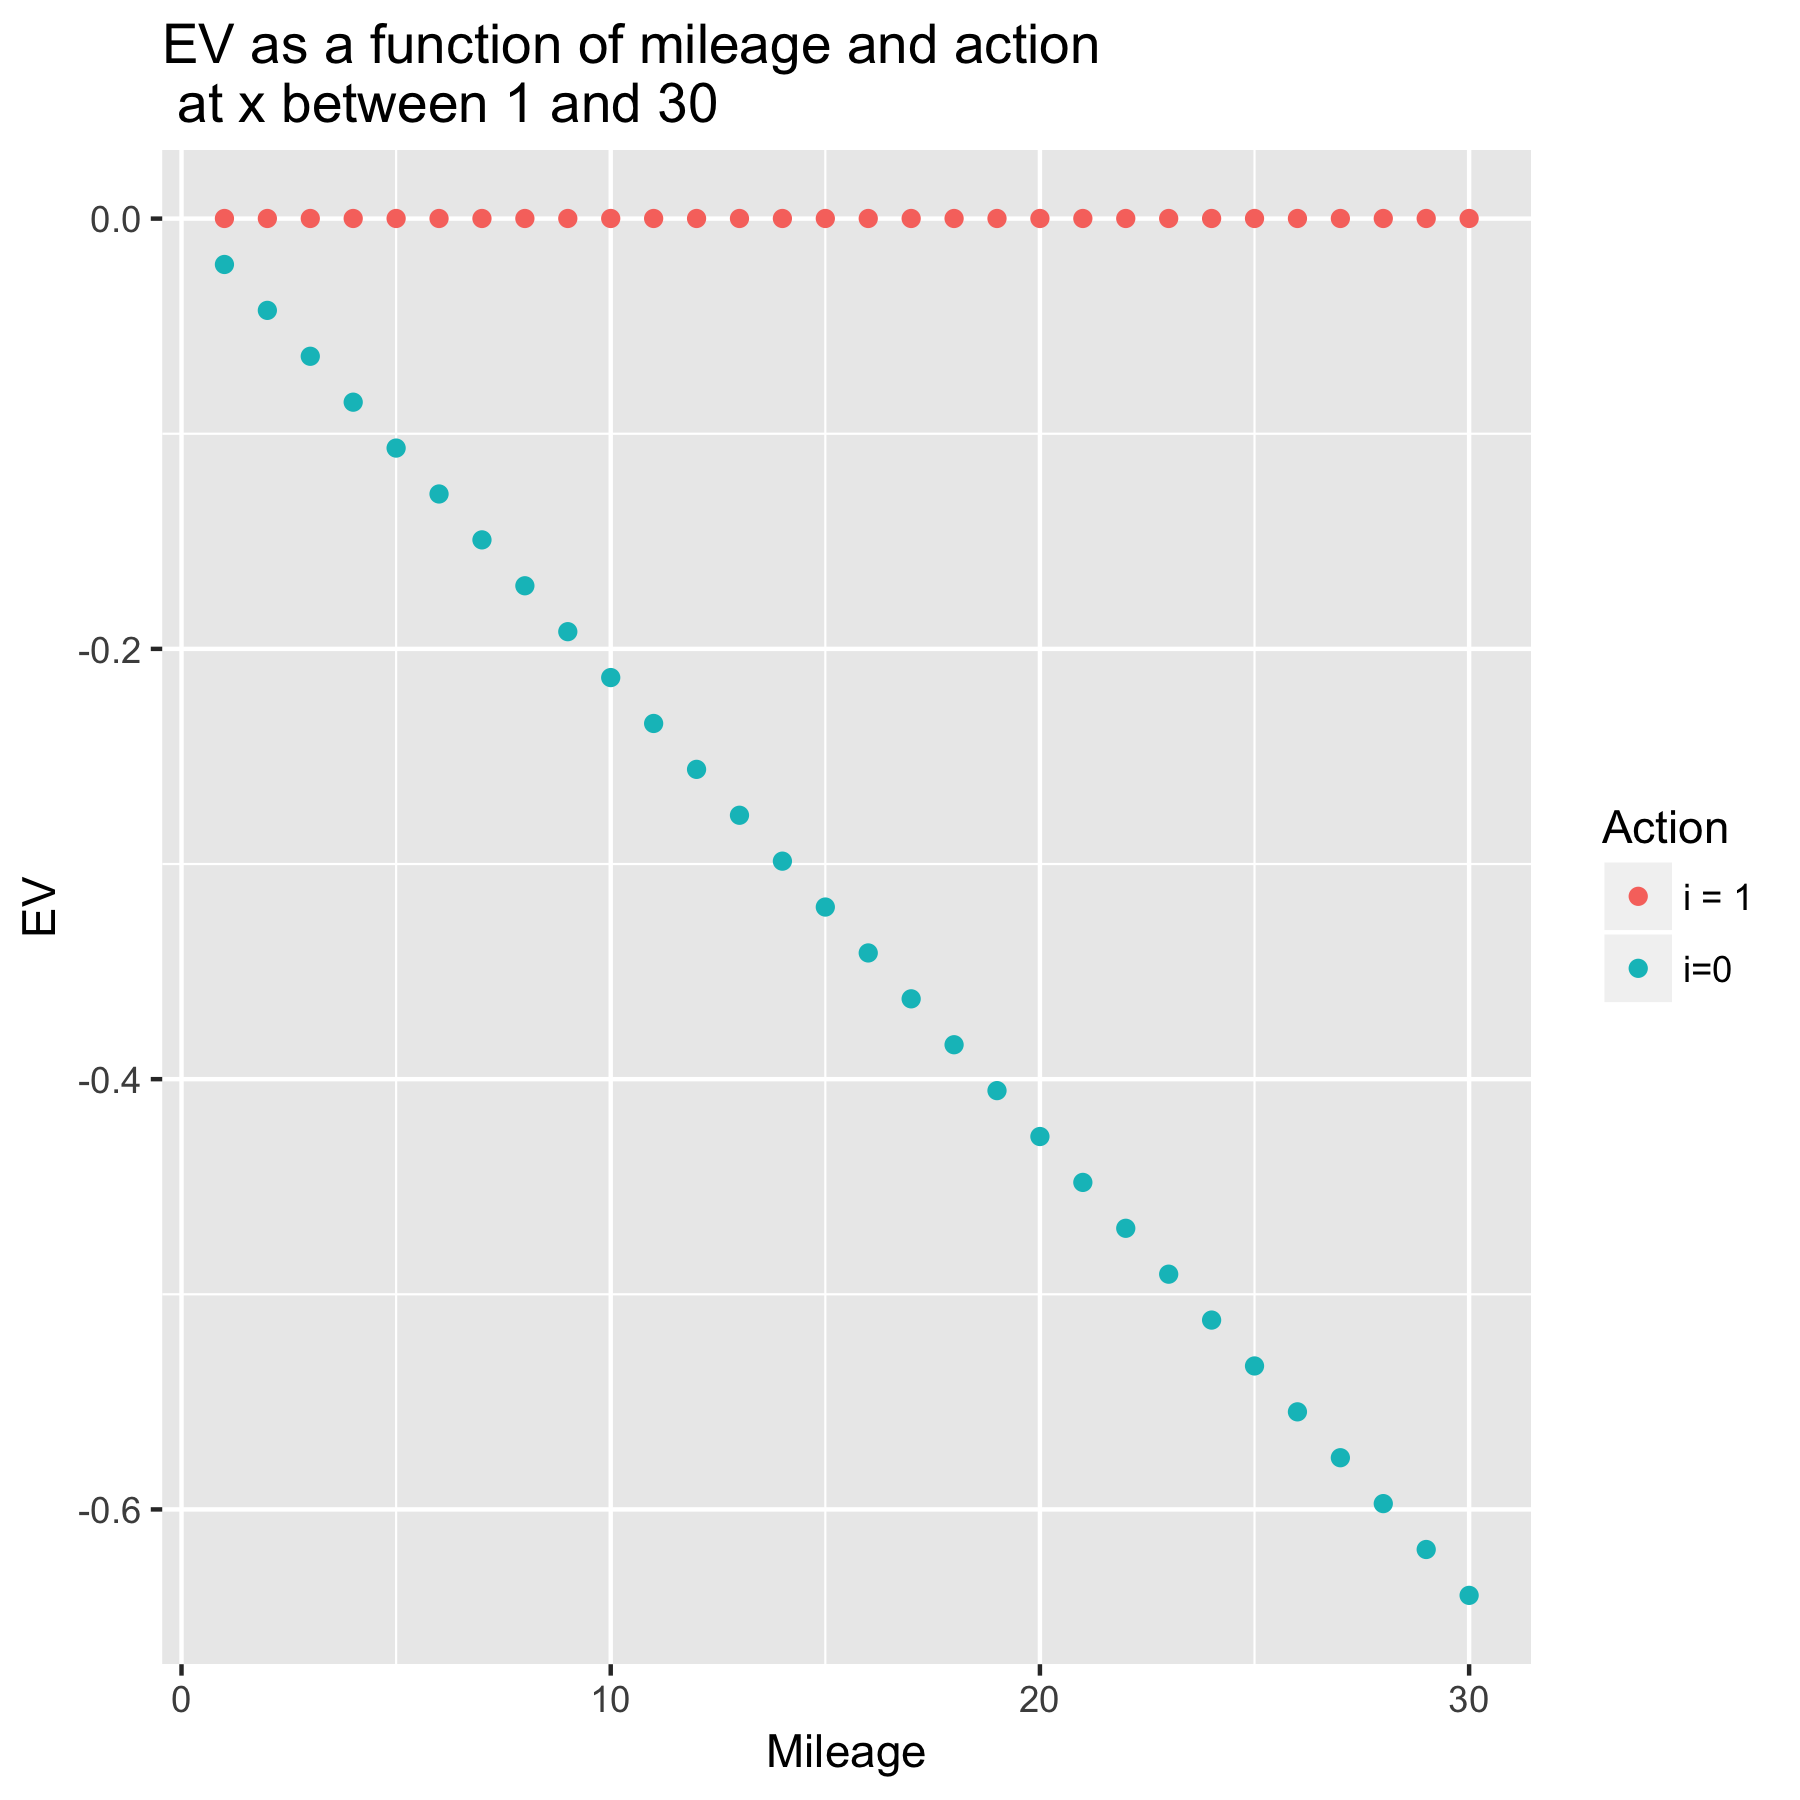 EV as a function of mileage and action
at x between 1 and 30
0.0
-0.2
-0.4
-0.6
EV
0 10 20 30
Mileage
Action
i = 1
i=0